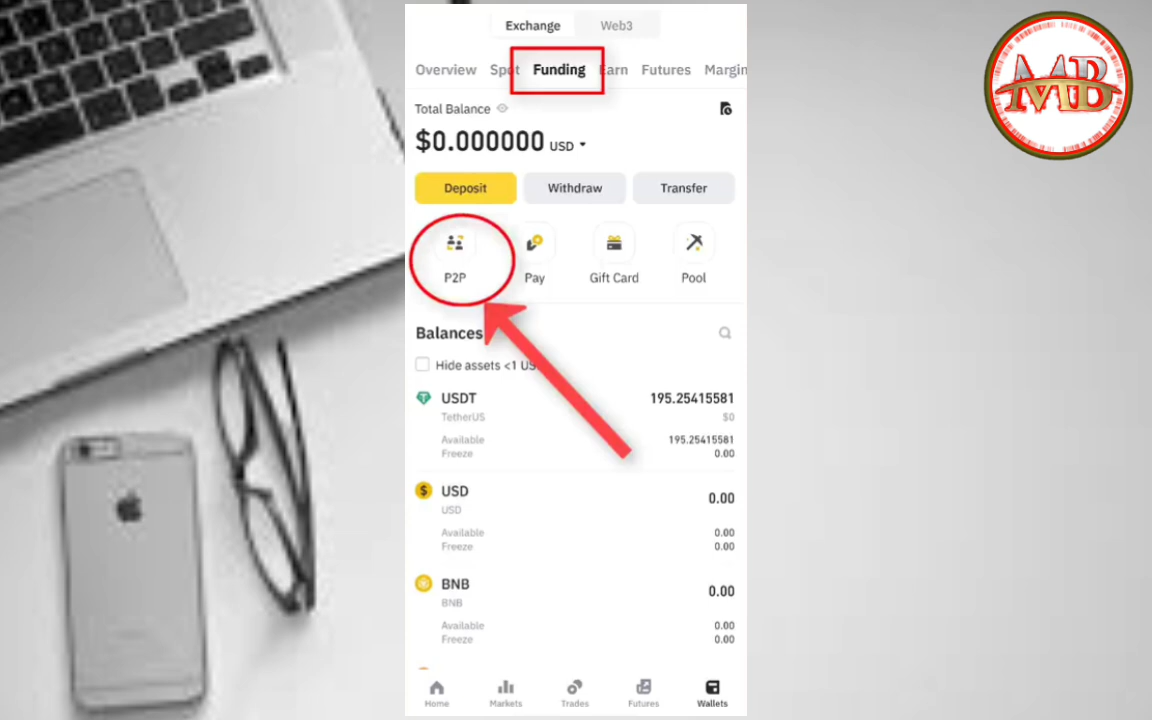 Exchange Web3
Overview Spot Funding Earn Futures Margin
Total Balance
$0.000000 USD
Deposit Withdraw Transfer
P2P Pay Gift Card Pool
Balances
Hide assets <1 US
USDT 195.25415581
TetherUS $0
Available 195.25415581
Freeze 0.00
USD 0.00
USD
Available 0.00
Freeze 0.00
BNB 0.00
BNB
Available 0.00
Freeze 0.00
Home Markets Trades Futures Wallets
MB